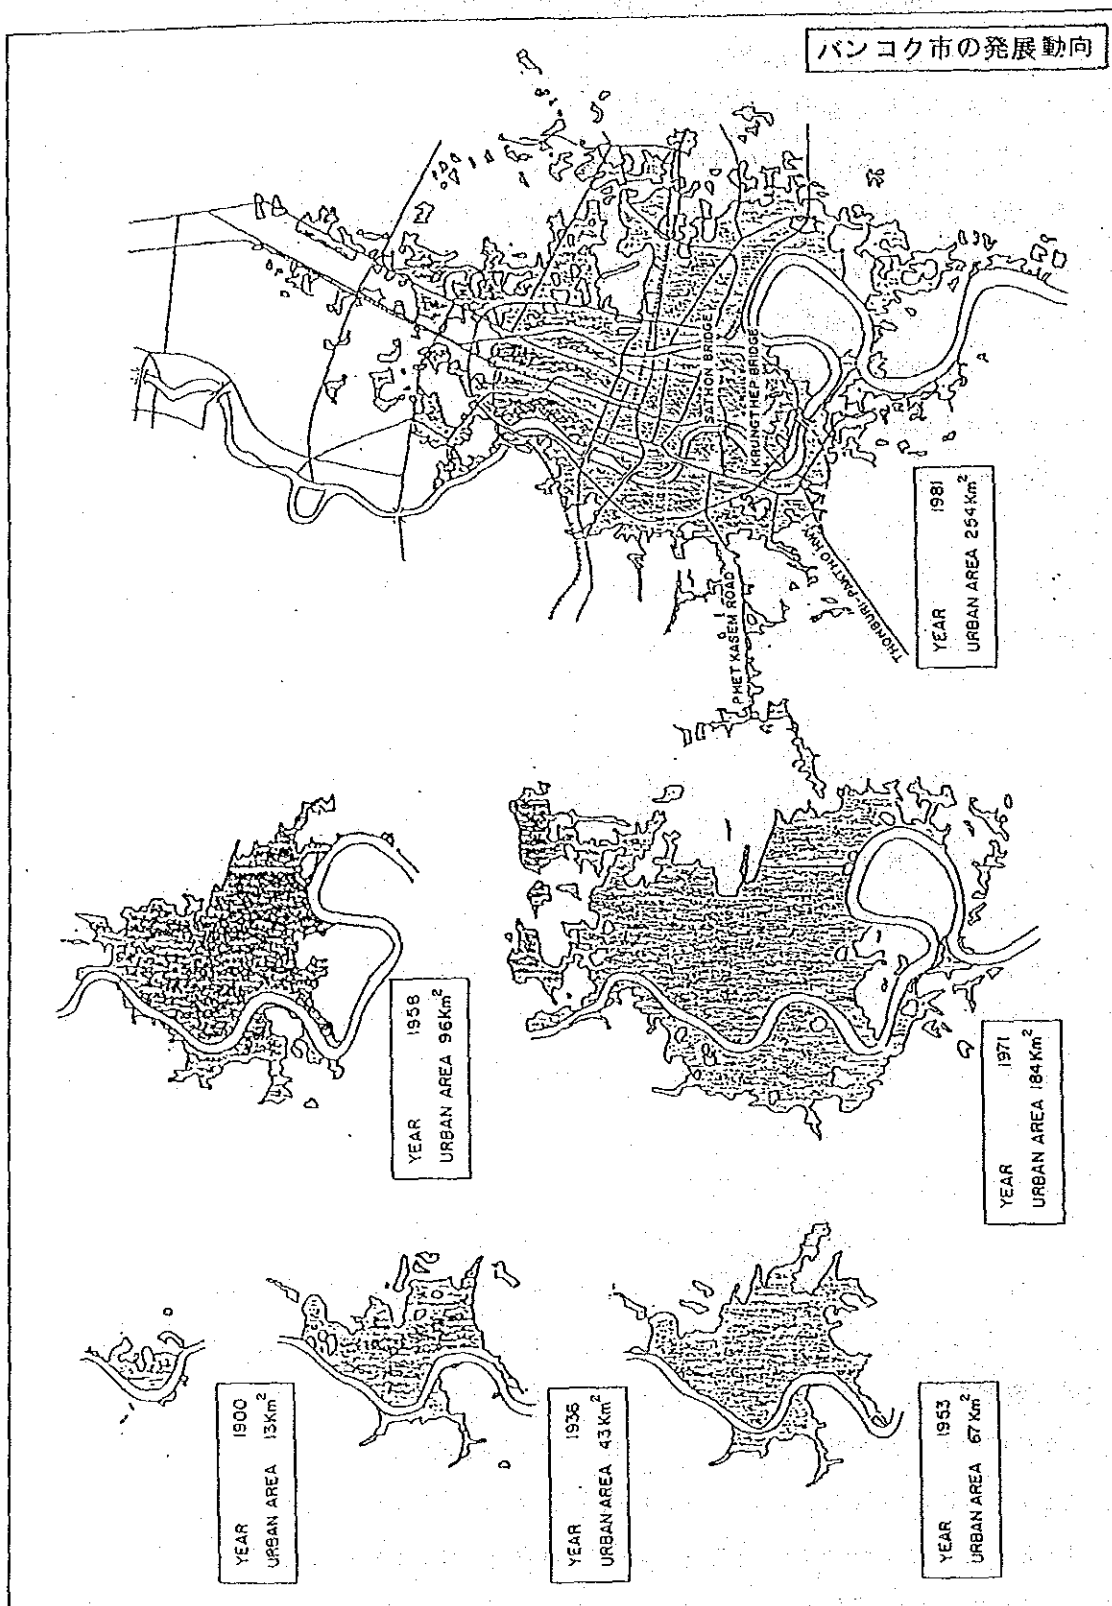 バンコク市の発展動向
SATHON BRIDGE
KRUNGTHEP BRIDGE
PHET KASEM ROAD
THONBURI-PAKTHO HWY
YEAR 1981
URBAN AREA 254Km²
YEAR 1958
URBAN AREA 96Km²
YEAR 1971
URBAN AREA 184Km²
YEAR 1900
URBAN AREA 13Km²
YEAR 1936
URBAN AREA 43Km²
YEAR 1953
URBAN AREA 67Km²